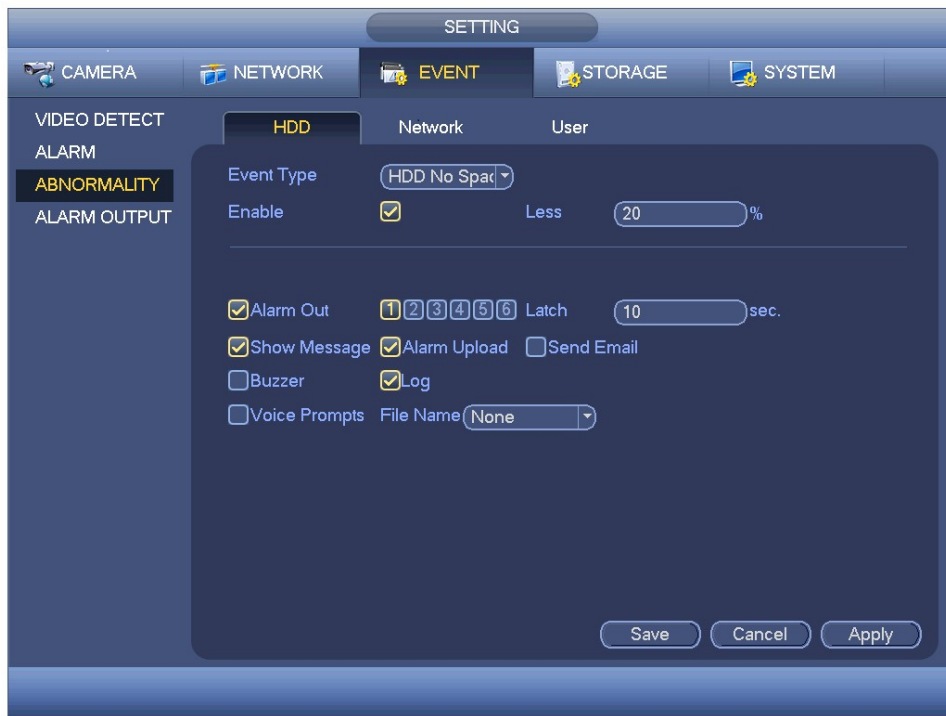 SETTING
CAMERA NETWORK EVENT STORAGE SYSTEM
VIDEO DETECT
ALARM
ABNORMALITY
ALARM OUTPUT
HDD Network User
Event Type HDD No Spac
Enable Less 20 %
Alarm Out 1 2 3 4 5 6 Latch 10 sec.
Show Message Alarm Upload Send Email
Buzzer Log
Voice Prompts File Name None
Save Cancel Apply